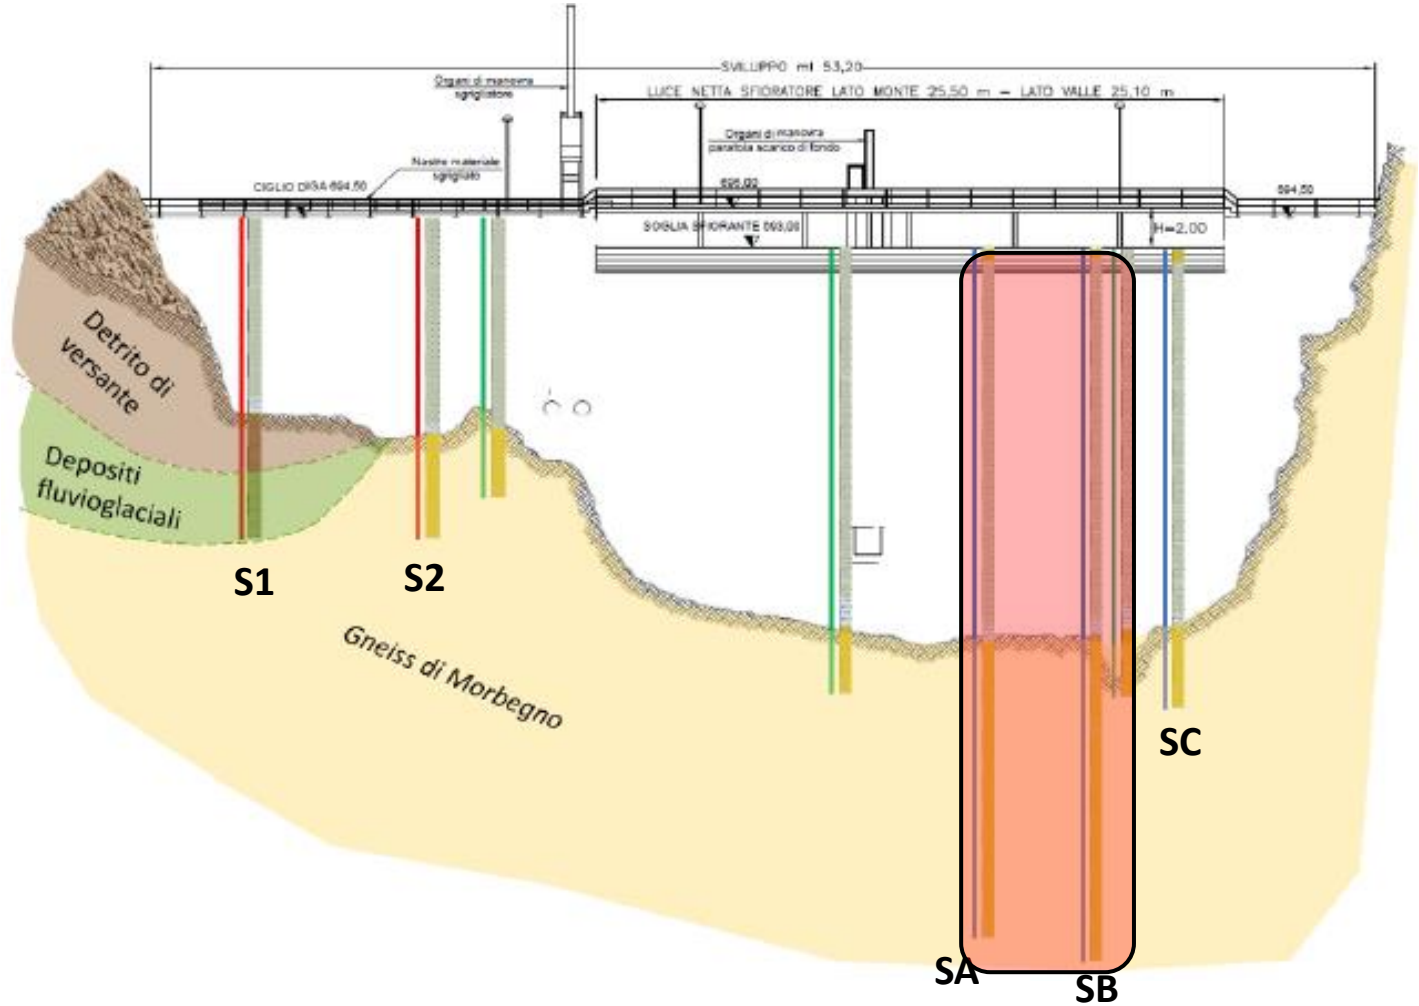 SVILUPPO ml 53,20
Organi di manovra
sgrigliatore
LUCE NETTA SFIORATORE LATO MONTE 25,50 m – LATO VALLE 25,10 m
Organi di manovra
paratoia scarico di fondo
Nastro materiale
sgrigliato
CIGLIO DIGA 694,50
695,00
694,50
SOGLIA SFIORANTE 693,00
H=2,00
Detrito di
versante
Depositi
fluvioglaciali
S1
S2
Gneiss di Morbegno
SC
SA
SB